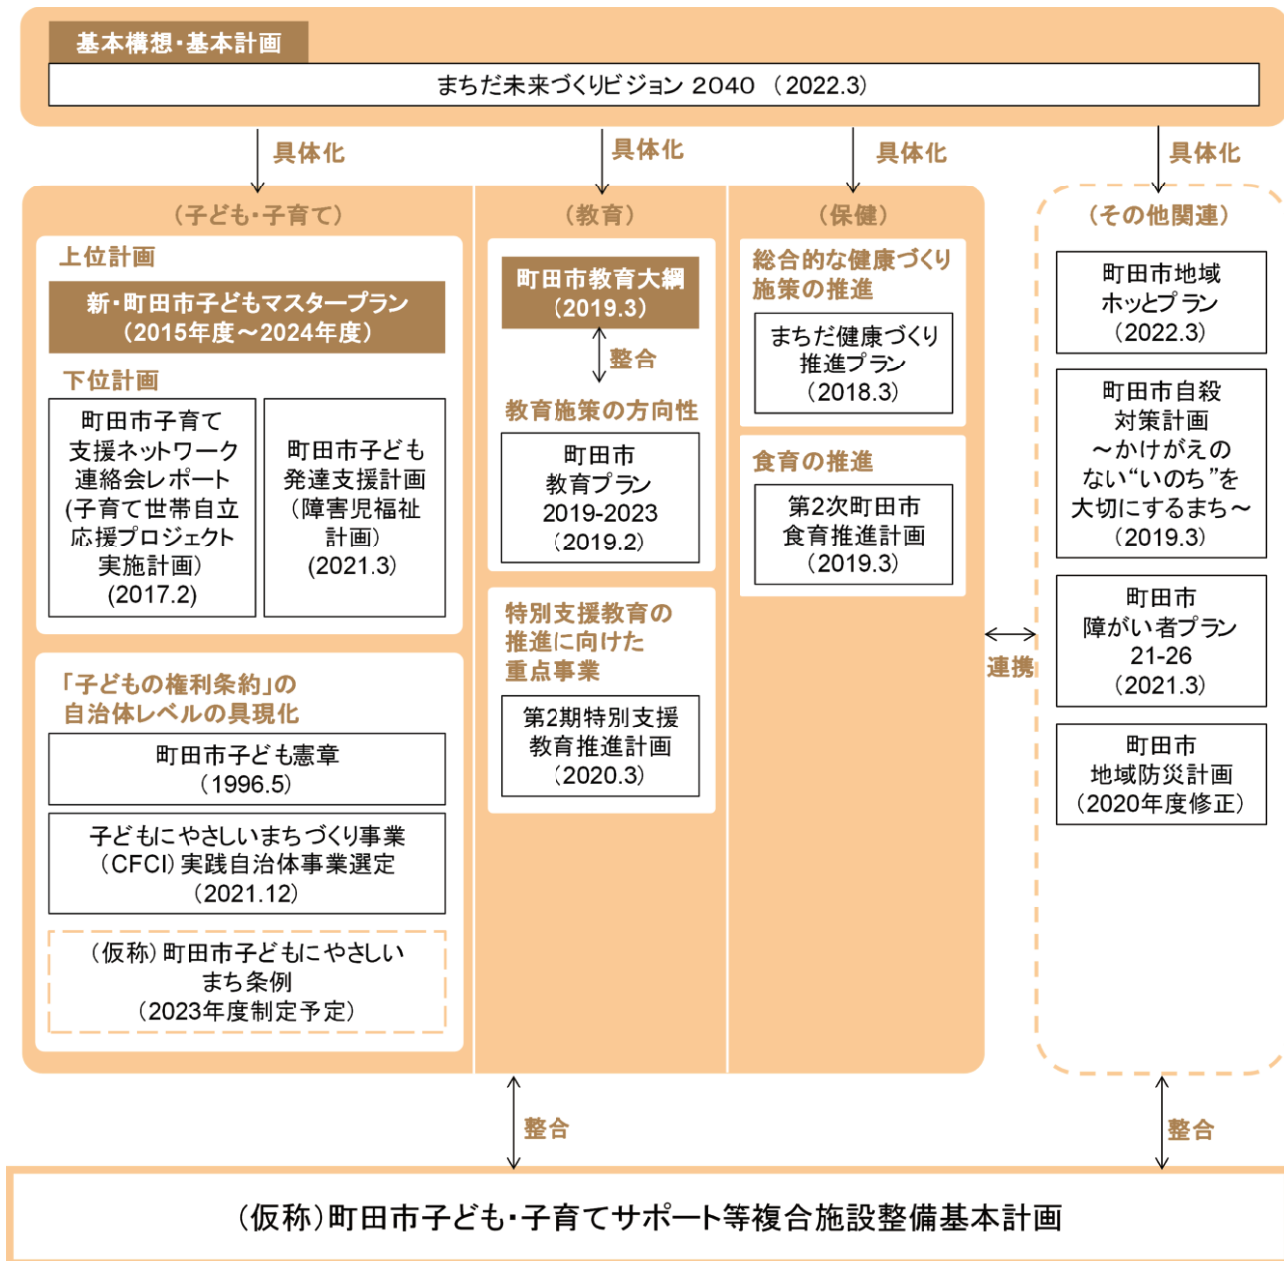 基本構想・基本計画
まちだ未来づくりビジョン 2040 （2022.3）
具体化
具体化
具体化
具体化
（子ども・子育て）
上位計画
新・町田市子どもマスタープラン
（2015年度～2024年度）
下位計画
町田市子育て
支援ネットワーク
連絡会レポート
(子育て世帯自立
応援プロジェクト
実施計画)
(2017.2)
町田市子ども
発達支援計画
（障害児福祉
計画）
(2021.3)
「子どもの権利条約」の
自治体レベルの具現化
町田市子ども憲章
（1996.5）
子どもにやさしいまちづくり事業
（CFCI）実践自治体事業選定
（2021.12）
（仮称）町田市子どもにやさしい
まち条例
（2023年度制定予定）
（教育）
町田市教育大綱
（2019.3）
整合
教育施策の方向性
町田市
教育プラン
2019-2023
（2019.2）
特別支援教育の
推進に向けた
重点事業
第2期特別支援
教育推進計画
（2020.3）
（保健）
総合的な健康づくり
施策の推進
まちだ健康づくり
推進プラン
（2018.3）
食育の推進
第2次町田市
食育推進計画
（2019.3）
連携
（その他関連）
町田市地域
ホッとプラン
（2022.3）
町田市自殺
対策計画
～かけがえの
ない“いのち”を
大切にするまち～
（2019.3）
町田市
障がい者プラン
21-26
（2021.3）
町田市
地域防災計画
（2020年度修正）
整合
整合
（仮称）町田市子ども・子育てサポート等複合施設整備基本計画